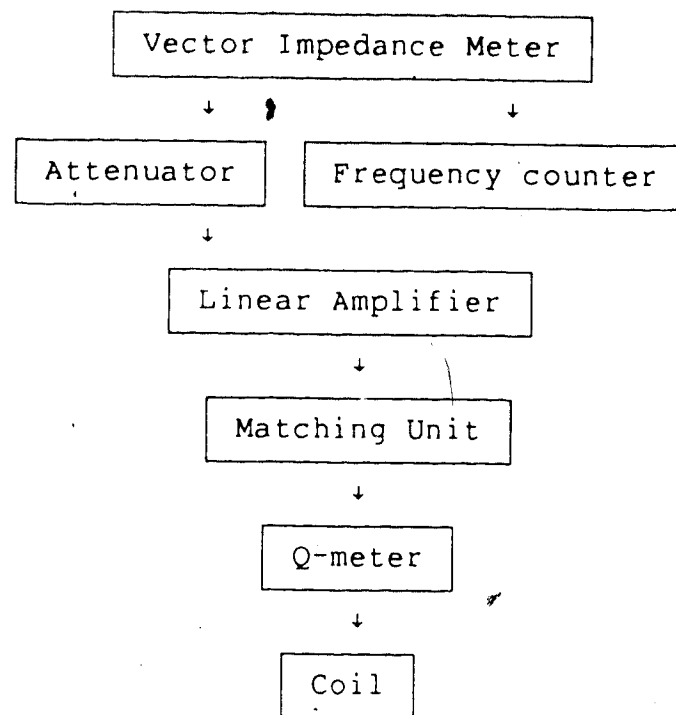 Vector Impedance Meter
↓ ↓
Attenuator Frequency counter
↓
Linear Amplifier
↓
Matching Unit
↓
Q-meter
↓
Coil